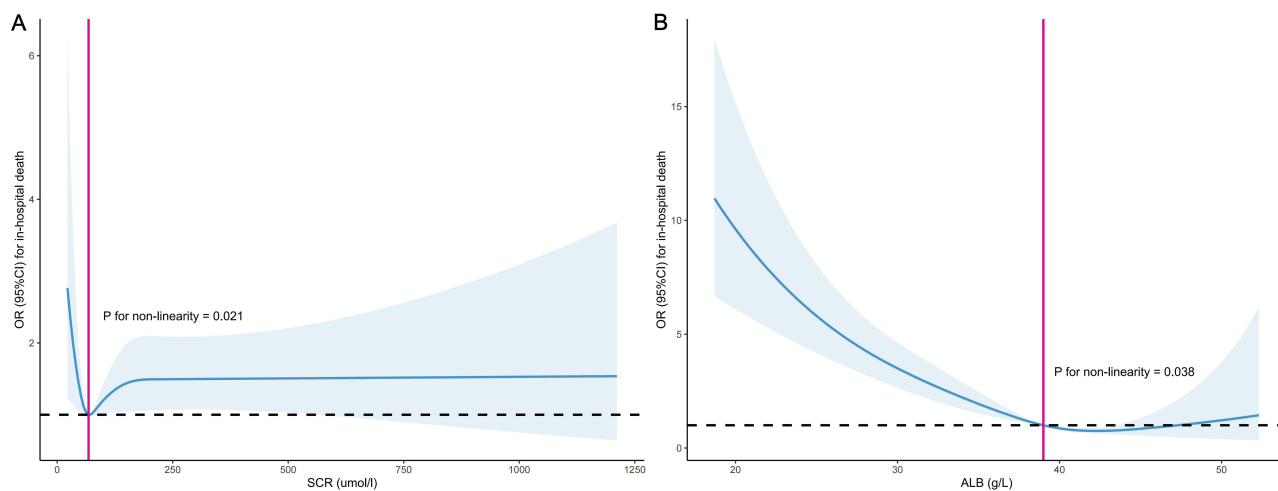 A
OR (95%CI) for in-hospital death
6
4
2
P for non-linearity = 0.021
0
250
500
750
1000
1250
SCR (umol/l)
B
OR (95%CI) for in-hospital death
15
10
5
0
P for non-linearity = 0.038
20
30
40
50
ALB (g/L)